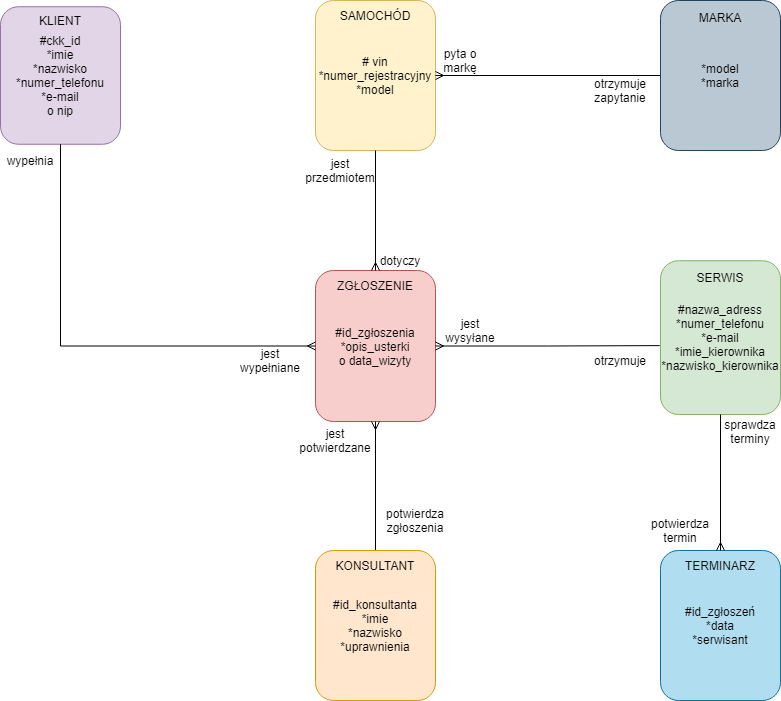 KLIENT
#ckk_id
*imie
*nazwisko
*numer_telefonu
*e-mail
o nip
SAMOCHÓD
# vin
*numer_rejestracyjny
*model
MARKA
*model
*marka
pyta o
markę
otrzymuje
zapytanie
wypełnia
jest
przedmiotem
dotyczy
ZGŁOSZENIE
#id_zgłoszenia
*opis_usterki
o data_wizyty
SERWIS
#nazwa_adress
*numer_telefonu
*e-mail
*imie_kierownika
*nazwisko_kierownika
jest
wypełniane
jest
wysyłane
otrzymuje
jest
potwierdzane
sprawdza
terminy
potwierdza
zgłoszenia
potwierdza
termin
KONSULTANT
#id_konsultanta
*imie
*nazwisko
*uprawnienia
TERMINARZ
#id_zgłoszeń
*data
*serwisant